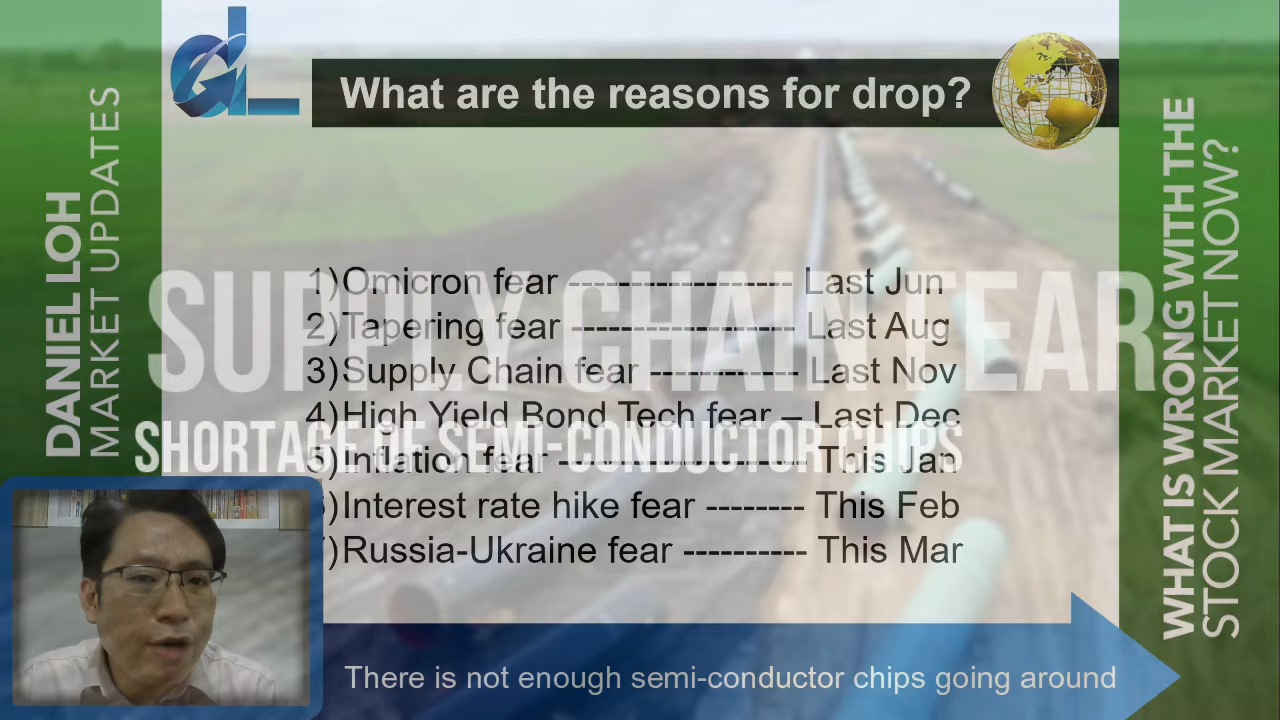 DANIEL LOH
MARKET UPDATES
What are the reasons for drop?
1)Omicron fear ------------------ Last Jun
2)Tapering fear ------------------ Last Aug
3)Supply Chain fear ------------ Last Nov
4)High Yield Bond Tech fear – Last Dec
5)Inflation fear -------------------- This Jan
)Interest rate hike fear -------- This Feb
)Russia-Ukraine fear ---------- This Mar
SUPPLY CHAIN FEAR
SHORTAGE OF SEMI-CONDUCTOR CHIPS
There is not enough semi-conductor chips going around
WHAT IS WRONG WITH THE
STOCK MARKET NOW?